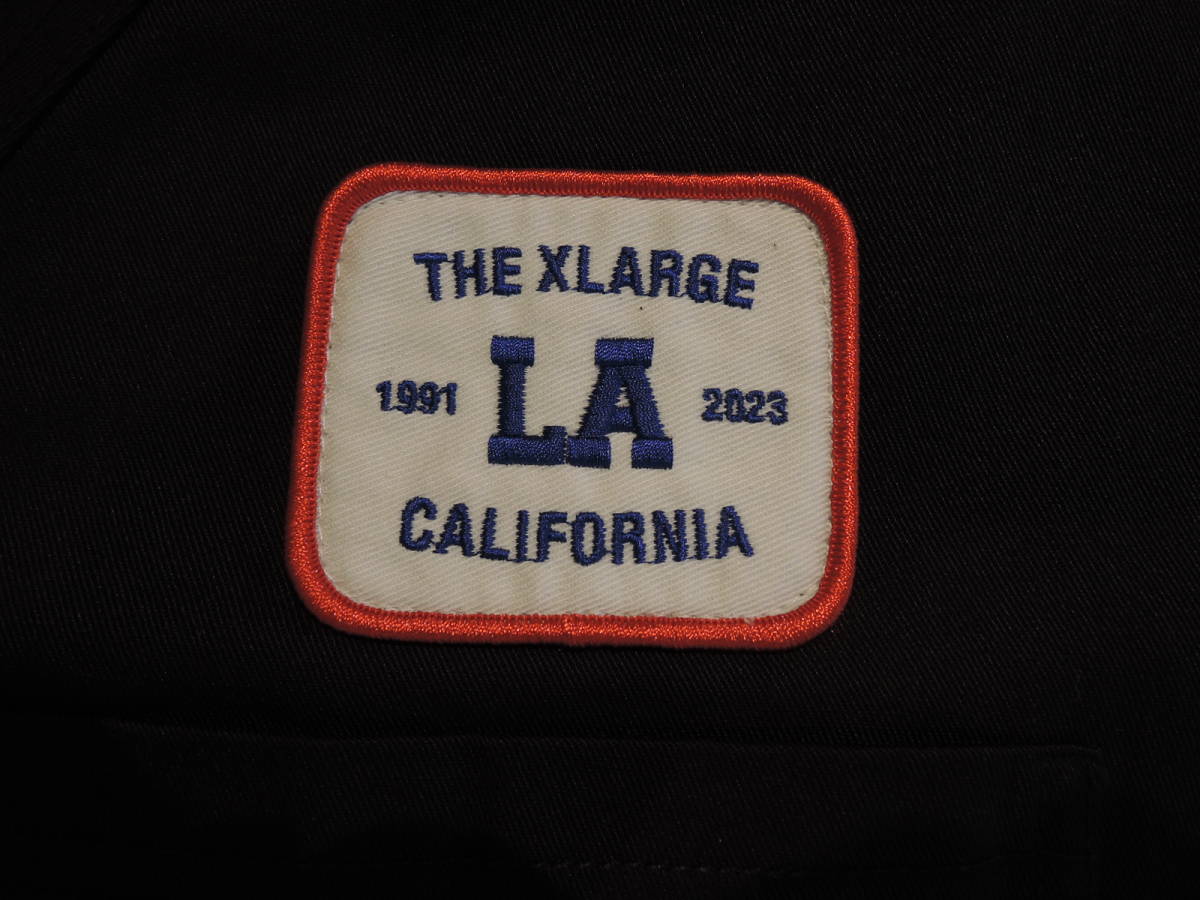 THE XLARGE
1991 LA 2023
CALIFORNIA